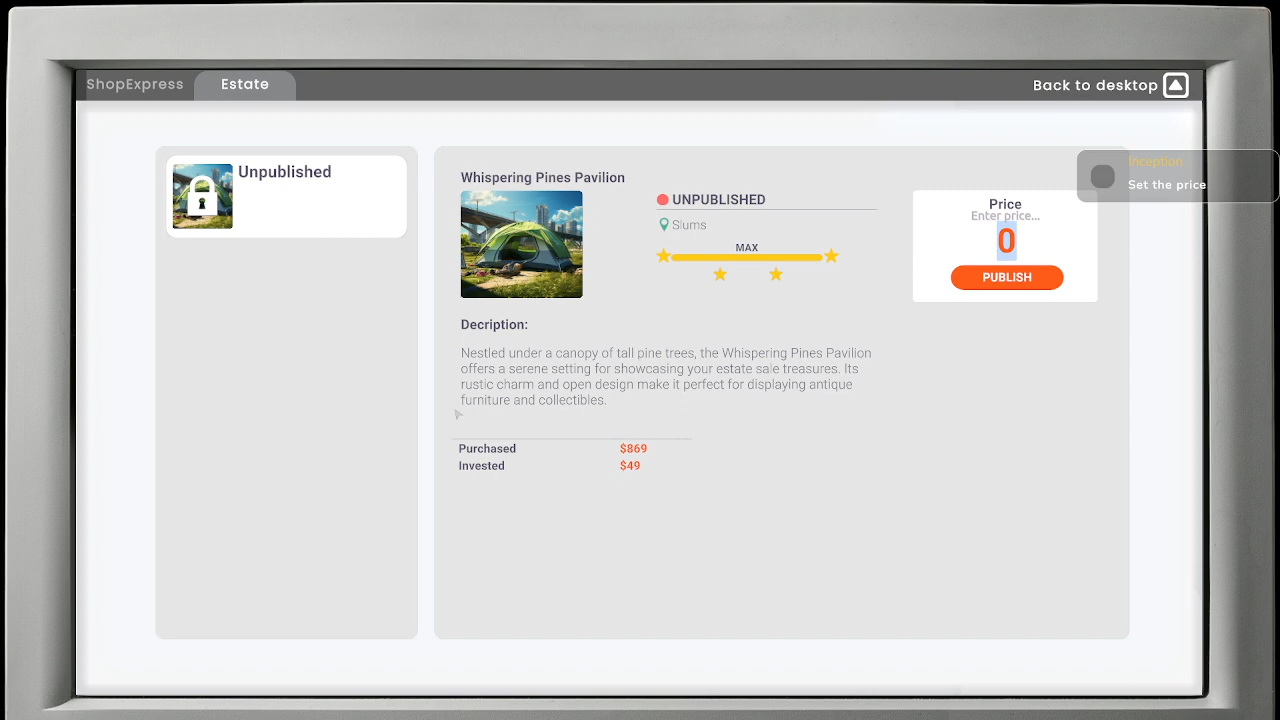 ShopExpress
Estate
Back to desktop
Unpublished
Whispering Pines Pavilion
UNPUBLISHED
Slums
MAX
Inception
Set the price
Price
Enter price...
0
PUBLISH
Decription:
Nestled under a canopy of tall pine trees, the Whispering Pines Pavilion
offers a serene setting for showcasing your estate sale treasures. Its
rustic charm and open design make it perfect for displaying antique
furniture and collectibles.
Purchased $869
Invested $49